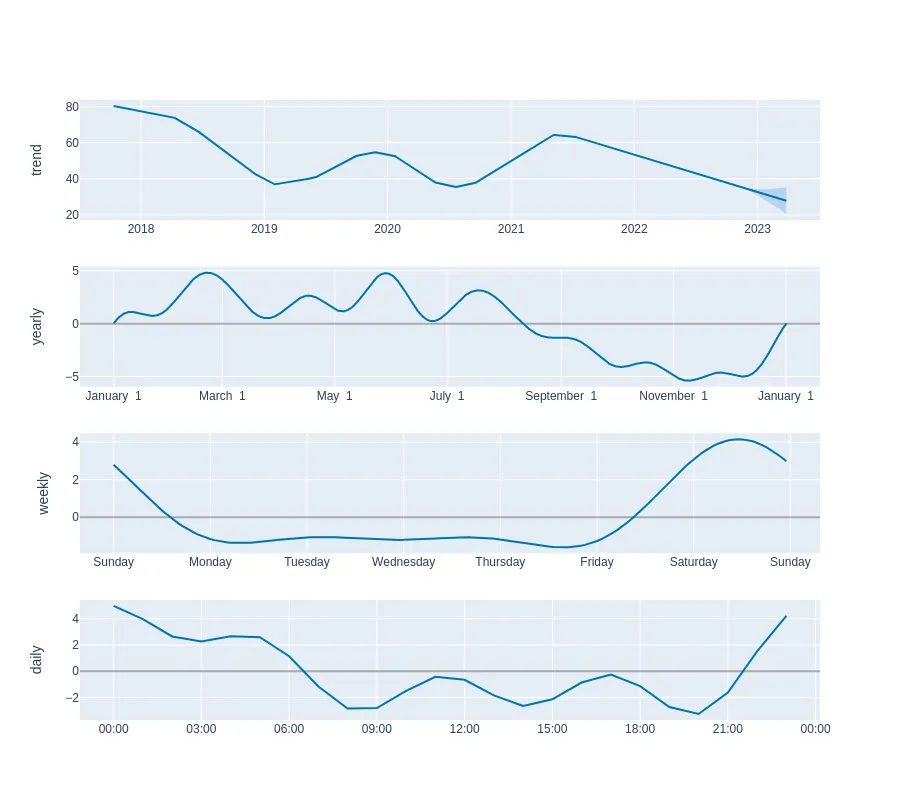 trend
80
60
40
20
2018 2019 2020 2021 2022 2023
yearly
5
0
−5
January 1 March 1 May 1 July 1 September 1 November 1 January 1
weekly
4
2
0
Sunday Monday Tuesday Wednesday Thursday Friday Saturday Sunday
daily
4
2
0
−2
00:00 03:00 06:00 09:00 12:00 15:00 18:00 21:00 00:00